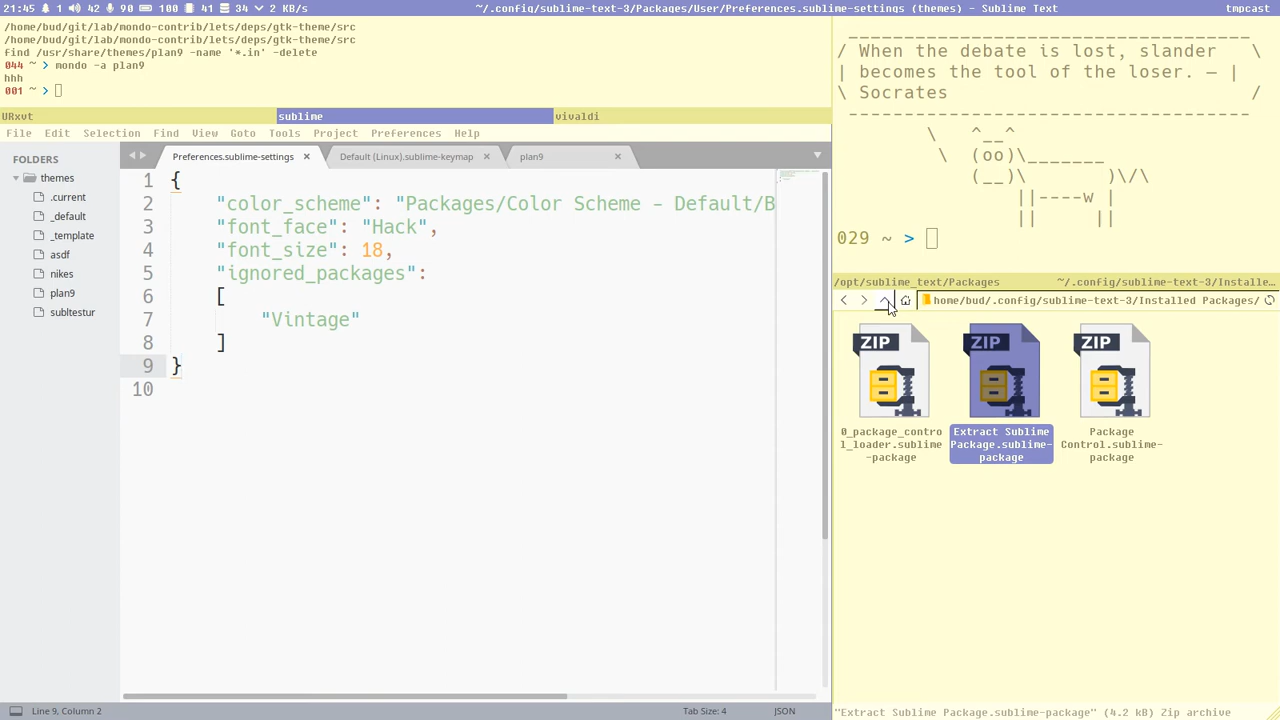 21:45 1 42 90 100 41 34 2 KB/s ~/.config/sublime-text-3/Packages/User/Preferences.sublime-settings (themes) - Sublime Text tmpcast
/home/bud/git/lab/mondo-contrib/lets/deps/gtk-theme/src
/home/bud/git/lab/mondo-contrib/lets/deps/gtk-theme/src
find /usr/share/themes/plan9 -name '*.in' -delete
044 ~ > mondo -a plan9
hhh
001 ~ >
URxvt sublime vivaldi
File Edit Selection Find View Goto Tools Project Preferences Help
FOLDERS
themes
.current
_default
_template
asdf
nikes
plan9
subltestur
Preferences.sublime-settings × Default (Linux).sublime-keymap × plan9 ×
1 {
2 "color_scheme": "Packages/Color Scheme - Default/B
3 "font_face": "Hack",
4 "font_size": 18,
5 "ignored_packages":
6 [
7 "Vintage"
8 ]
9 }
10
Line 9, Column 2 Tab Size: 4 JSON
____________________________________
/ When the debate is lost, slander \
| becomes the tool of the loser. — |
\ Socrates /
------------------------------------
\ ^__^
\ (oo)\_______
(__)\ )\/\
||----w |
|| ||
029 ~ >
/opt/sublime_text/Packages ~/.config/sublime-text-3/Installe…
home/bud/.config/sublime-text-3/Installed Packages/
ZIP ZIP ZIP
0_package_contro
l_loader.sublime
-package
Extract Sublime
Package.sublime-
package
Package
Control.sublime-
package
"Extract Sublime Package.sublime-package" (4.2 kB) Zip archive